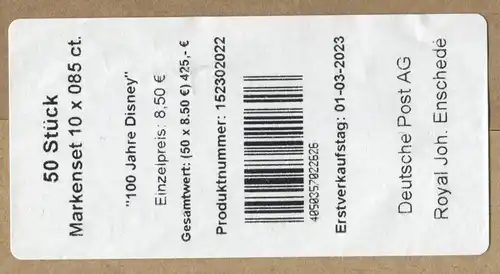 50 Stück
Markenset 10 x 085 ct.
"100 Jahre Disney"
Einzelpreis: 8,50 €
Gesamtwert: (50 x 8.50 €) 425,- €
Produktnummer: 152302022
4050357022626
Erstverkaufstag: 01-03-2023
Deutsche Post AG
Royal Joh. Enschedé